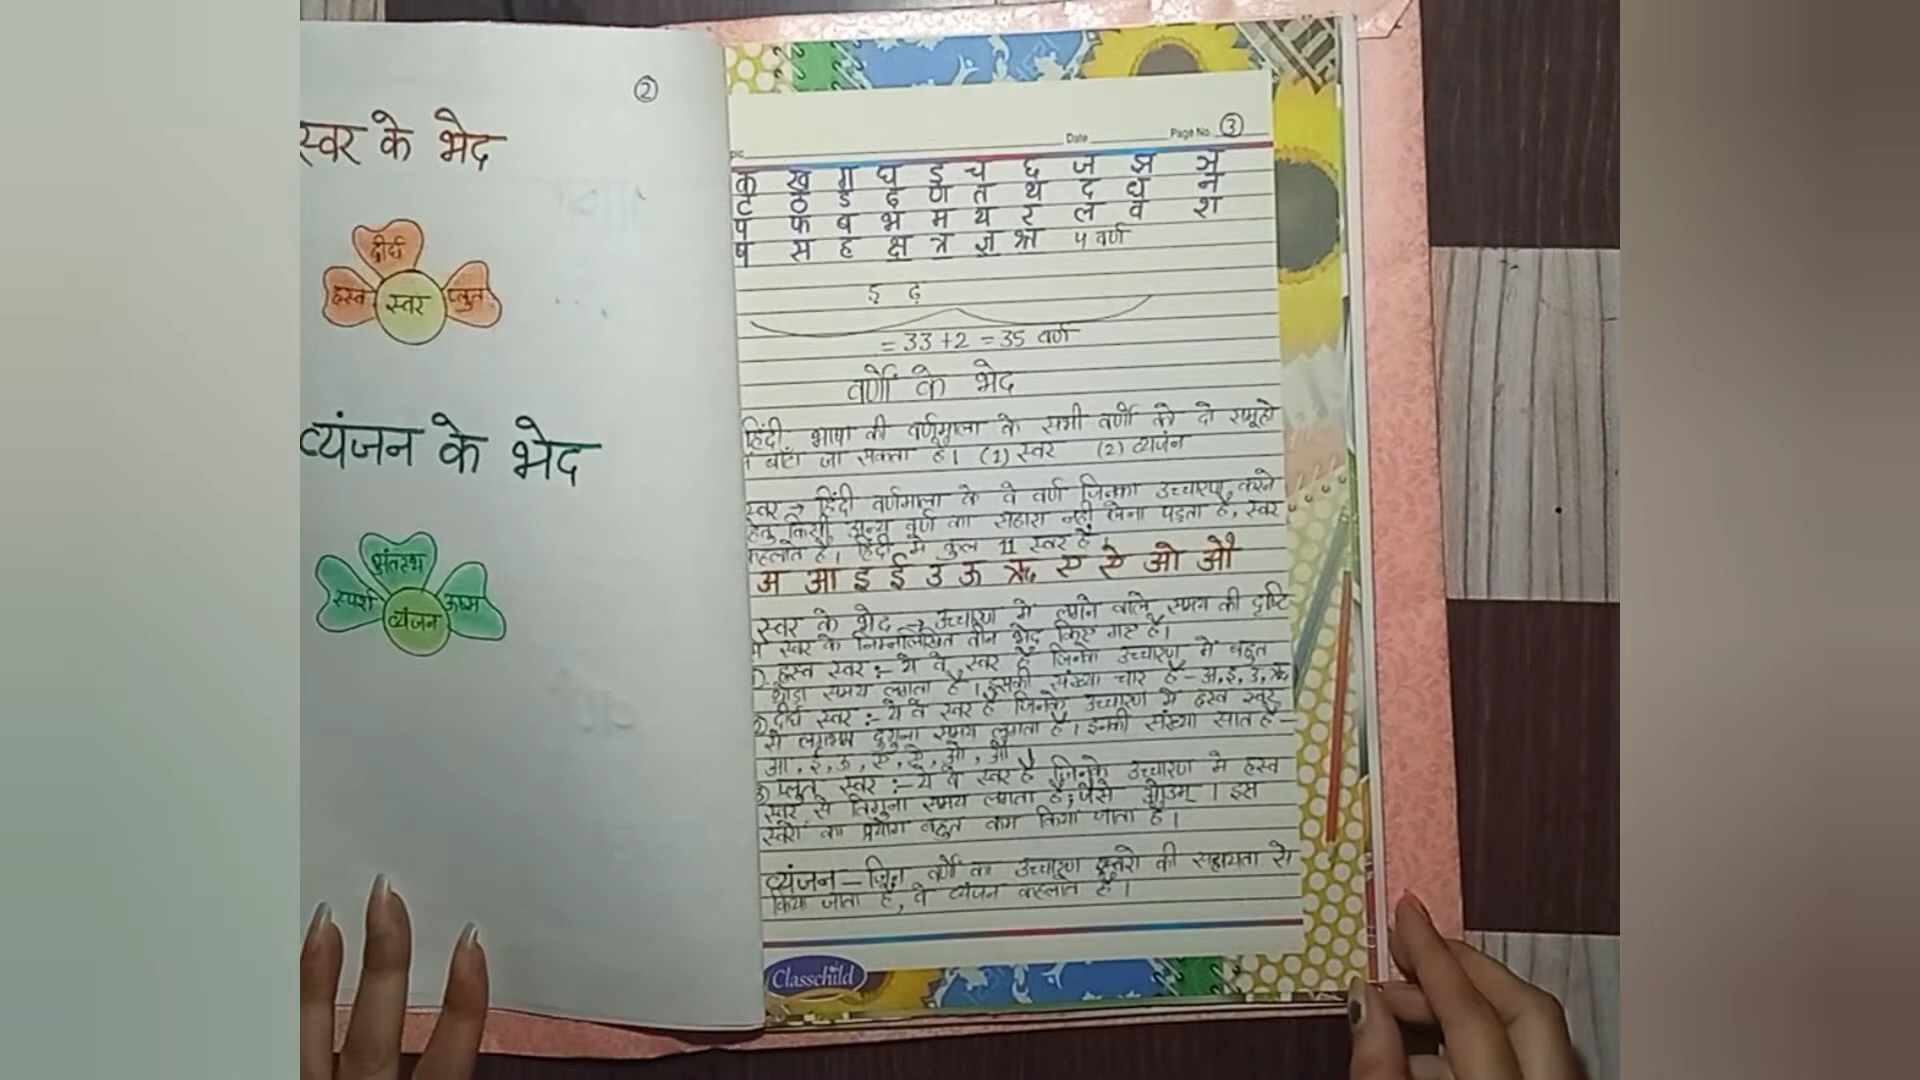 ②
स्वर के भेद
दीर्घ
ह्रस्व स्वर प्लुत
व्यंजन के भेद
अंतस्थ
स्पर्श व्यंजन ऊष्म
Date Page No. ③
क ख ग घ ड़ च छ ज झ ञ
ट ठ ड ढ ण त थ द ध न
प फ ब भ म य र ल व श
ष स ह क्ष त्र ज्ञ श्र 4 वर्ण
ड़ ढ़
= 33 + 2 = 35 वर्ण
वर्णों के भेद
हिंदी भाषा की वर्णमाला के सभी वर्णों को दो समूहो
में बाँटा जा सकता है। (1) स्वर (2) व्यंजन
स्वर → हिंदी वर्णमाला के वे वर्ण जिनका उच्चारण करने
हेतु किसी अन्य वर्ण का सहारा नहीं लेना पड़ता है, स्वर
कहलाते है। हिंदी में कुल 11 स्वर है।
अ आ इ ई उ ऊ ऋ ए ऐ ओ औ
स्वर के भेद → उच्चारण में लगने वाले समय की दृष्टि
से स्वर के निम्नलिखित तीन भेद किए गए है।
1) ह्रस्व स्वर :- ये वे स्वर हैं जिनके उच्चारण में बहुत
थोड़ा समय लगता है। इसकी संख्या चार है - अ, इ, उ, ऋ
2) दीर्घ स्वर :- ये वे स्वर है जिनके उच्चारण में ह्रस्व स्वर
से लगभग दुगुना समय लगता है। इनकी संख्या सात है -
आ, ई, ऊ, ए, ऐ, ओ, औ।
3) प्लुत स्वर :- ये वे स्वर है जिनके उच्चारण मे ह्रस्व
स्वर से तिगुना समय लगता है, जैसे ओउम्। इस
स्वरों का प्रयोग बहुत कम किया जाता है।
व्यंजन - जिन वर्णों का उच्चारण स्वरो की सहायता से
किया जाता है, वे व्यंजन कहलाते है।
Classchild